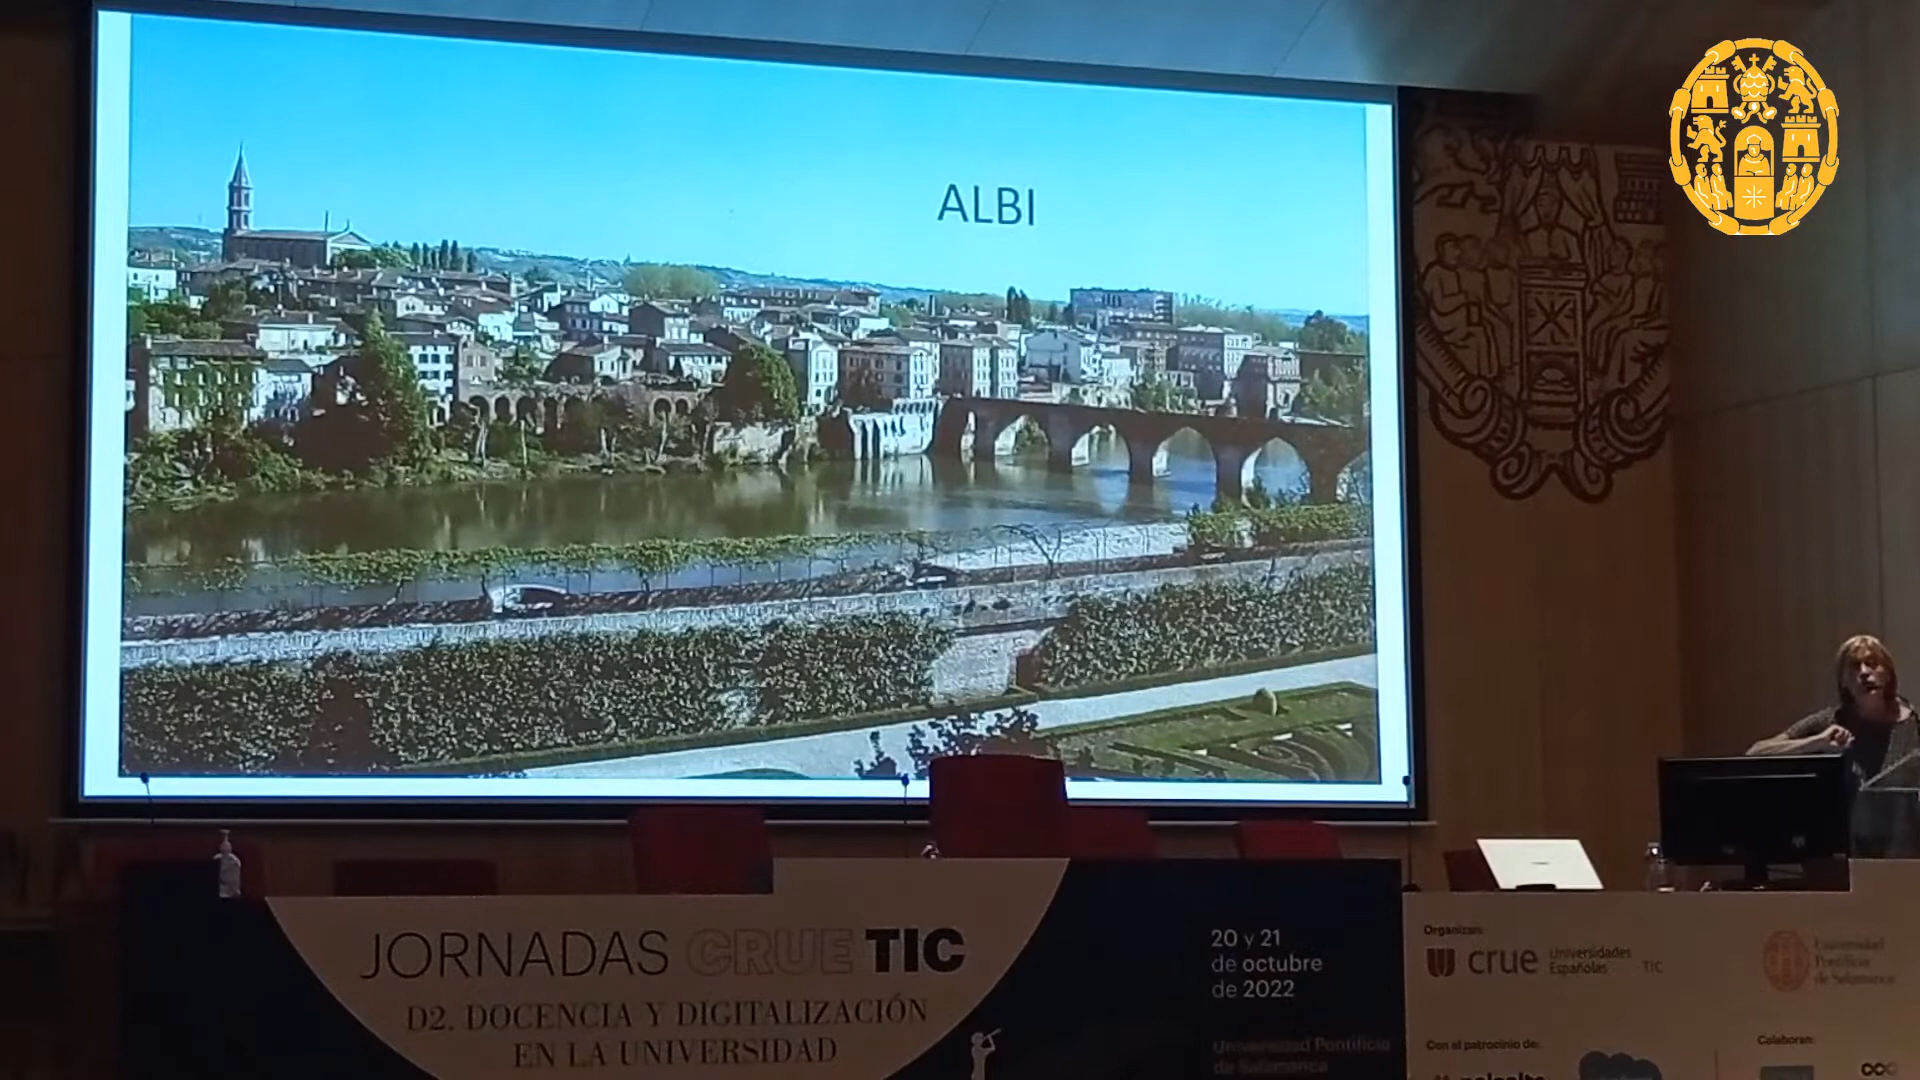 ALBI
JORNADAS CRUE TIC
D2. DOCENCIA Y DIGITALIZACIÓN
EN LA UNIVERSIDAD
20 y 21
de octubre
de 2022
Universidad Pontificia
de Salamanca
Organizan:
crue Universidades
Españolas TIC
Universidad
Pontificia
de Salamanca
Con el patrocinio de:
Colaboran: